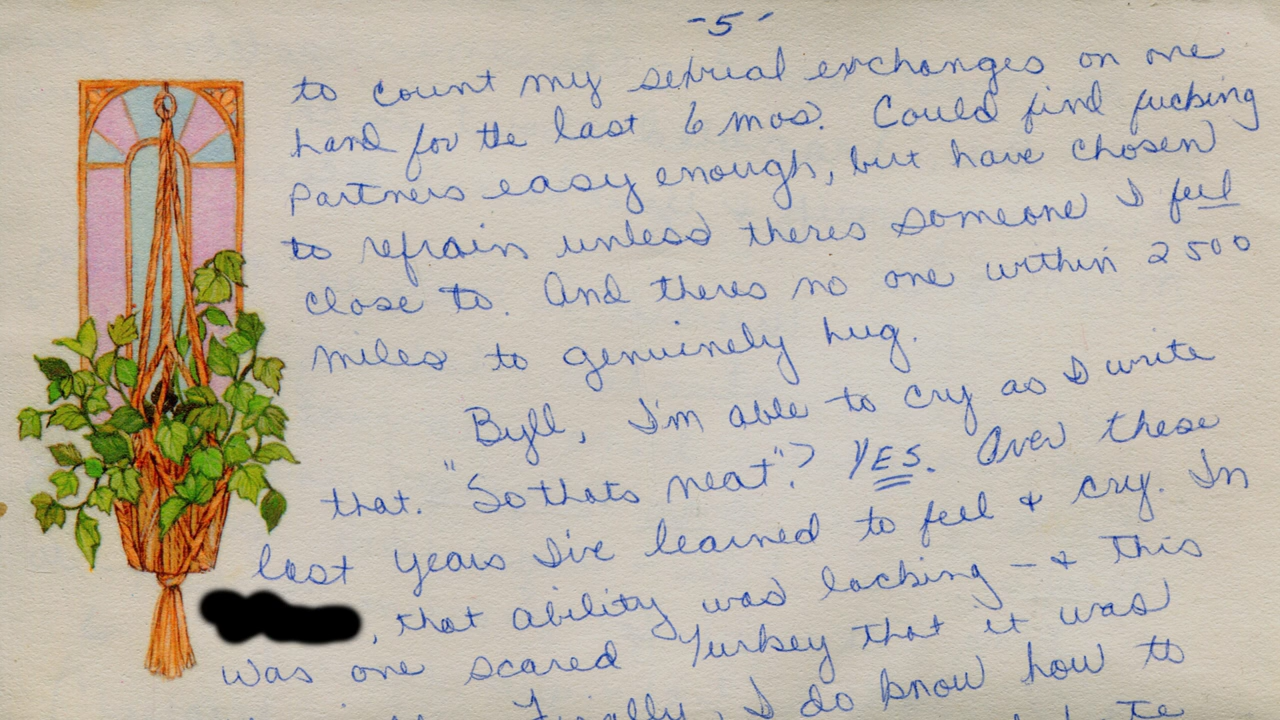 -5-
to count my sexual exchanges on one
hand for the last 6 mos. Could find fucking
Partners easy enough, but have chosen
to refrain unless theres someone I feel
close to. And theres no one within 2500
miles to genuinely hug.
Byll, I'm able to cry as I write
that. "So thats neat"? YES. Over these
last years I've learned to feel & cry. In
, that ability was lacking - & this
was one scared Turkey that it was
Finally, I do know how to